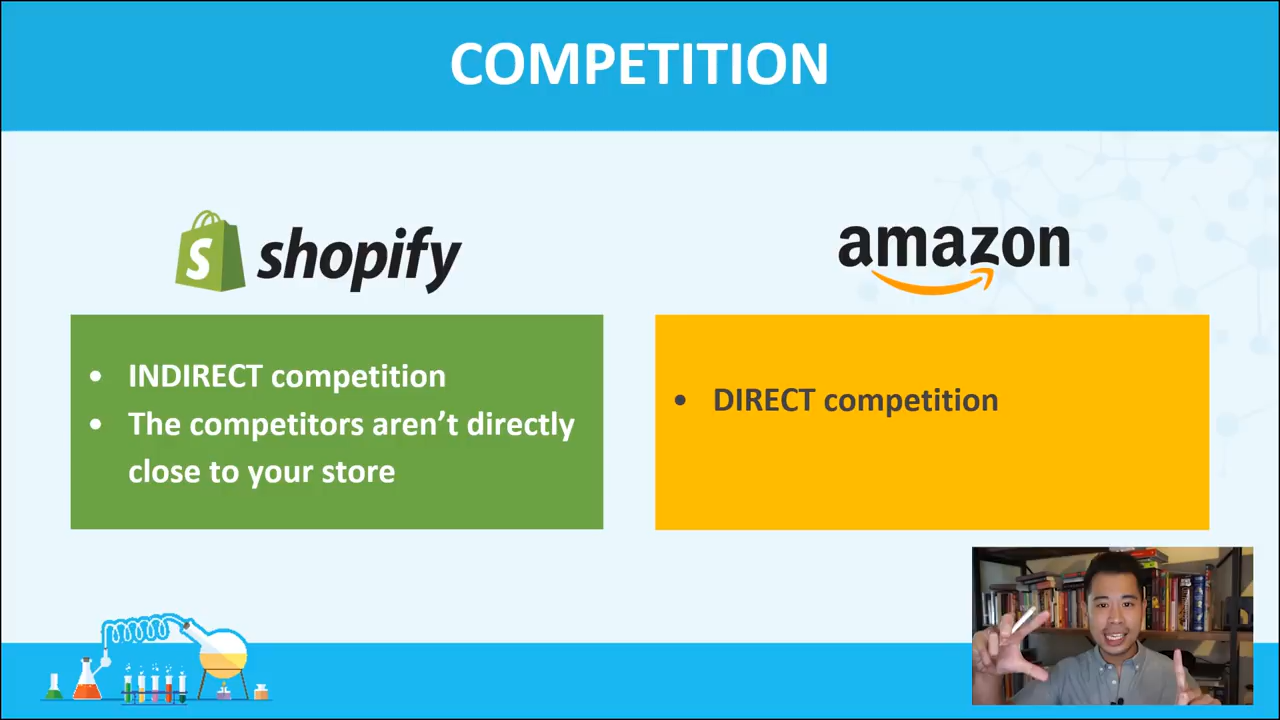 COMPETITION
shopify
amazon
• INDIRECT competition
• The competitors aren’t directly
close to your store
• DIRECT competition